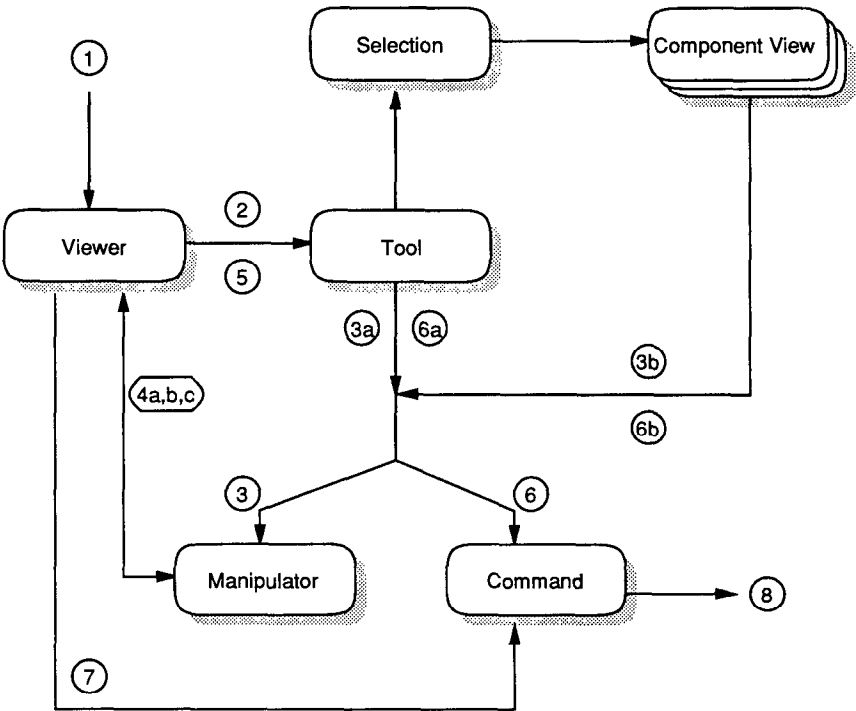 Selection
Component View
1
2
Viewer
Tool
5
3a
6a
3b
4a,b,c
6b
3
6
Manipulator
Command
8
7